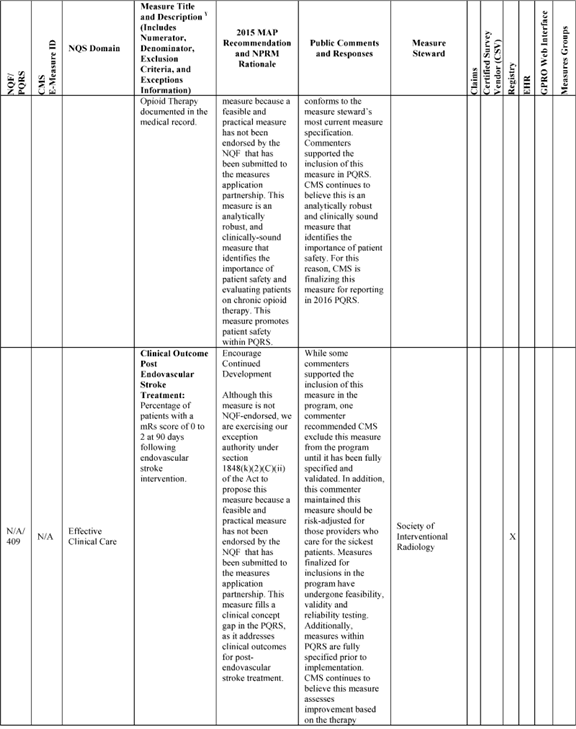 NQF/
PQRS
CMS
E-Measure ID
NQS Domain
Measure Title
and Description ¥
(Includes
Numerator,
Denominator,
Exclusion
Criteria, and
Exceptions
Information)
2015 MAP
Recommendation
and NPRM
Rationale
Public Comments
and Responses
Measure
Steward
Claims
Certified Survey
Vendor (CSV)
Registry
EHR
GPRO Web Interface
Measures Groups
Opioid Therapy
documented in the
medical record.
measure because a
feasible and
practical measure
has not been
endorsed by the
NQF that has
been submitted to
the measures
application
partnership. This
measure is an
analytically
robust, and
clinically-sound
measure that
identifies the
importance of
patient safety and
evaluating patients
on chronic opioid
therapy. This
measure promotes
patient safety
within PQRS.
conforms to the
measure steward's
most current measure
specification.
Commenters
supported the
inclusion of this
measure in PQRS.
CMS continues to
believe this is an
analytically robust
and clinically sound
measure that
identifies the
importance of patient
safety. For this
reason, CMS is
finalizing this
measure for reporting
in 2016 PQRS.
N/A/
409
N/A
Effective
Clinical Care
Clinical Outcome
Post
Endovascular
Stroke
Treatment:
Percentage of
patients with a
mRs score of 0 to
2 at 90 days
following
endovascular
stroke
intervention.
Encourage
Continued
Development
Although this
measure is not
NQF-endorsed, we
are exercising our
exception
authority under
section
1848(k)(2)(C)(ii)
of the Act to
propose this
measure because a
feasible and
practical measure
has not been
endorsed by the
NQF that has
been submitted to
the measures
application
partnership. This
measure fills a
clinical concept
gap in the PQRS,
as it addresses
clinical outcomes
for post-
endovascular
stroke treatment.
While some
commenters
supported the
inclusion of this
measure in the
program, one
commenter
recommended CMS
exclude this measure
from the program
until it has been fully
specified and
validated. In addition,
this commenter
maintained this
measure should be
risk-adjusted for
those providers who
care for the sickest
patients. Measures
finalized for
inclusions in the
program have
undergone feasibility,
validity and
reliability testing.
Additionally,
measures within
PQRS are fully
specified prior to
implementation.
CMS continues to
believe this measure
assesses
improvement based
on the therapy
Society of
Interventional
Radiology
X